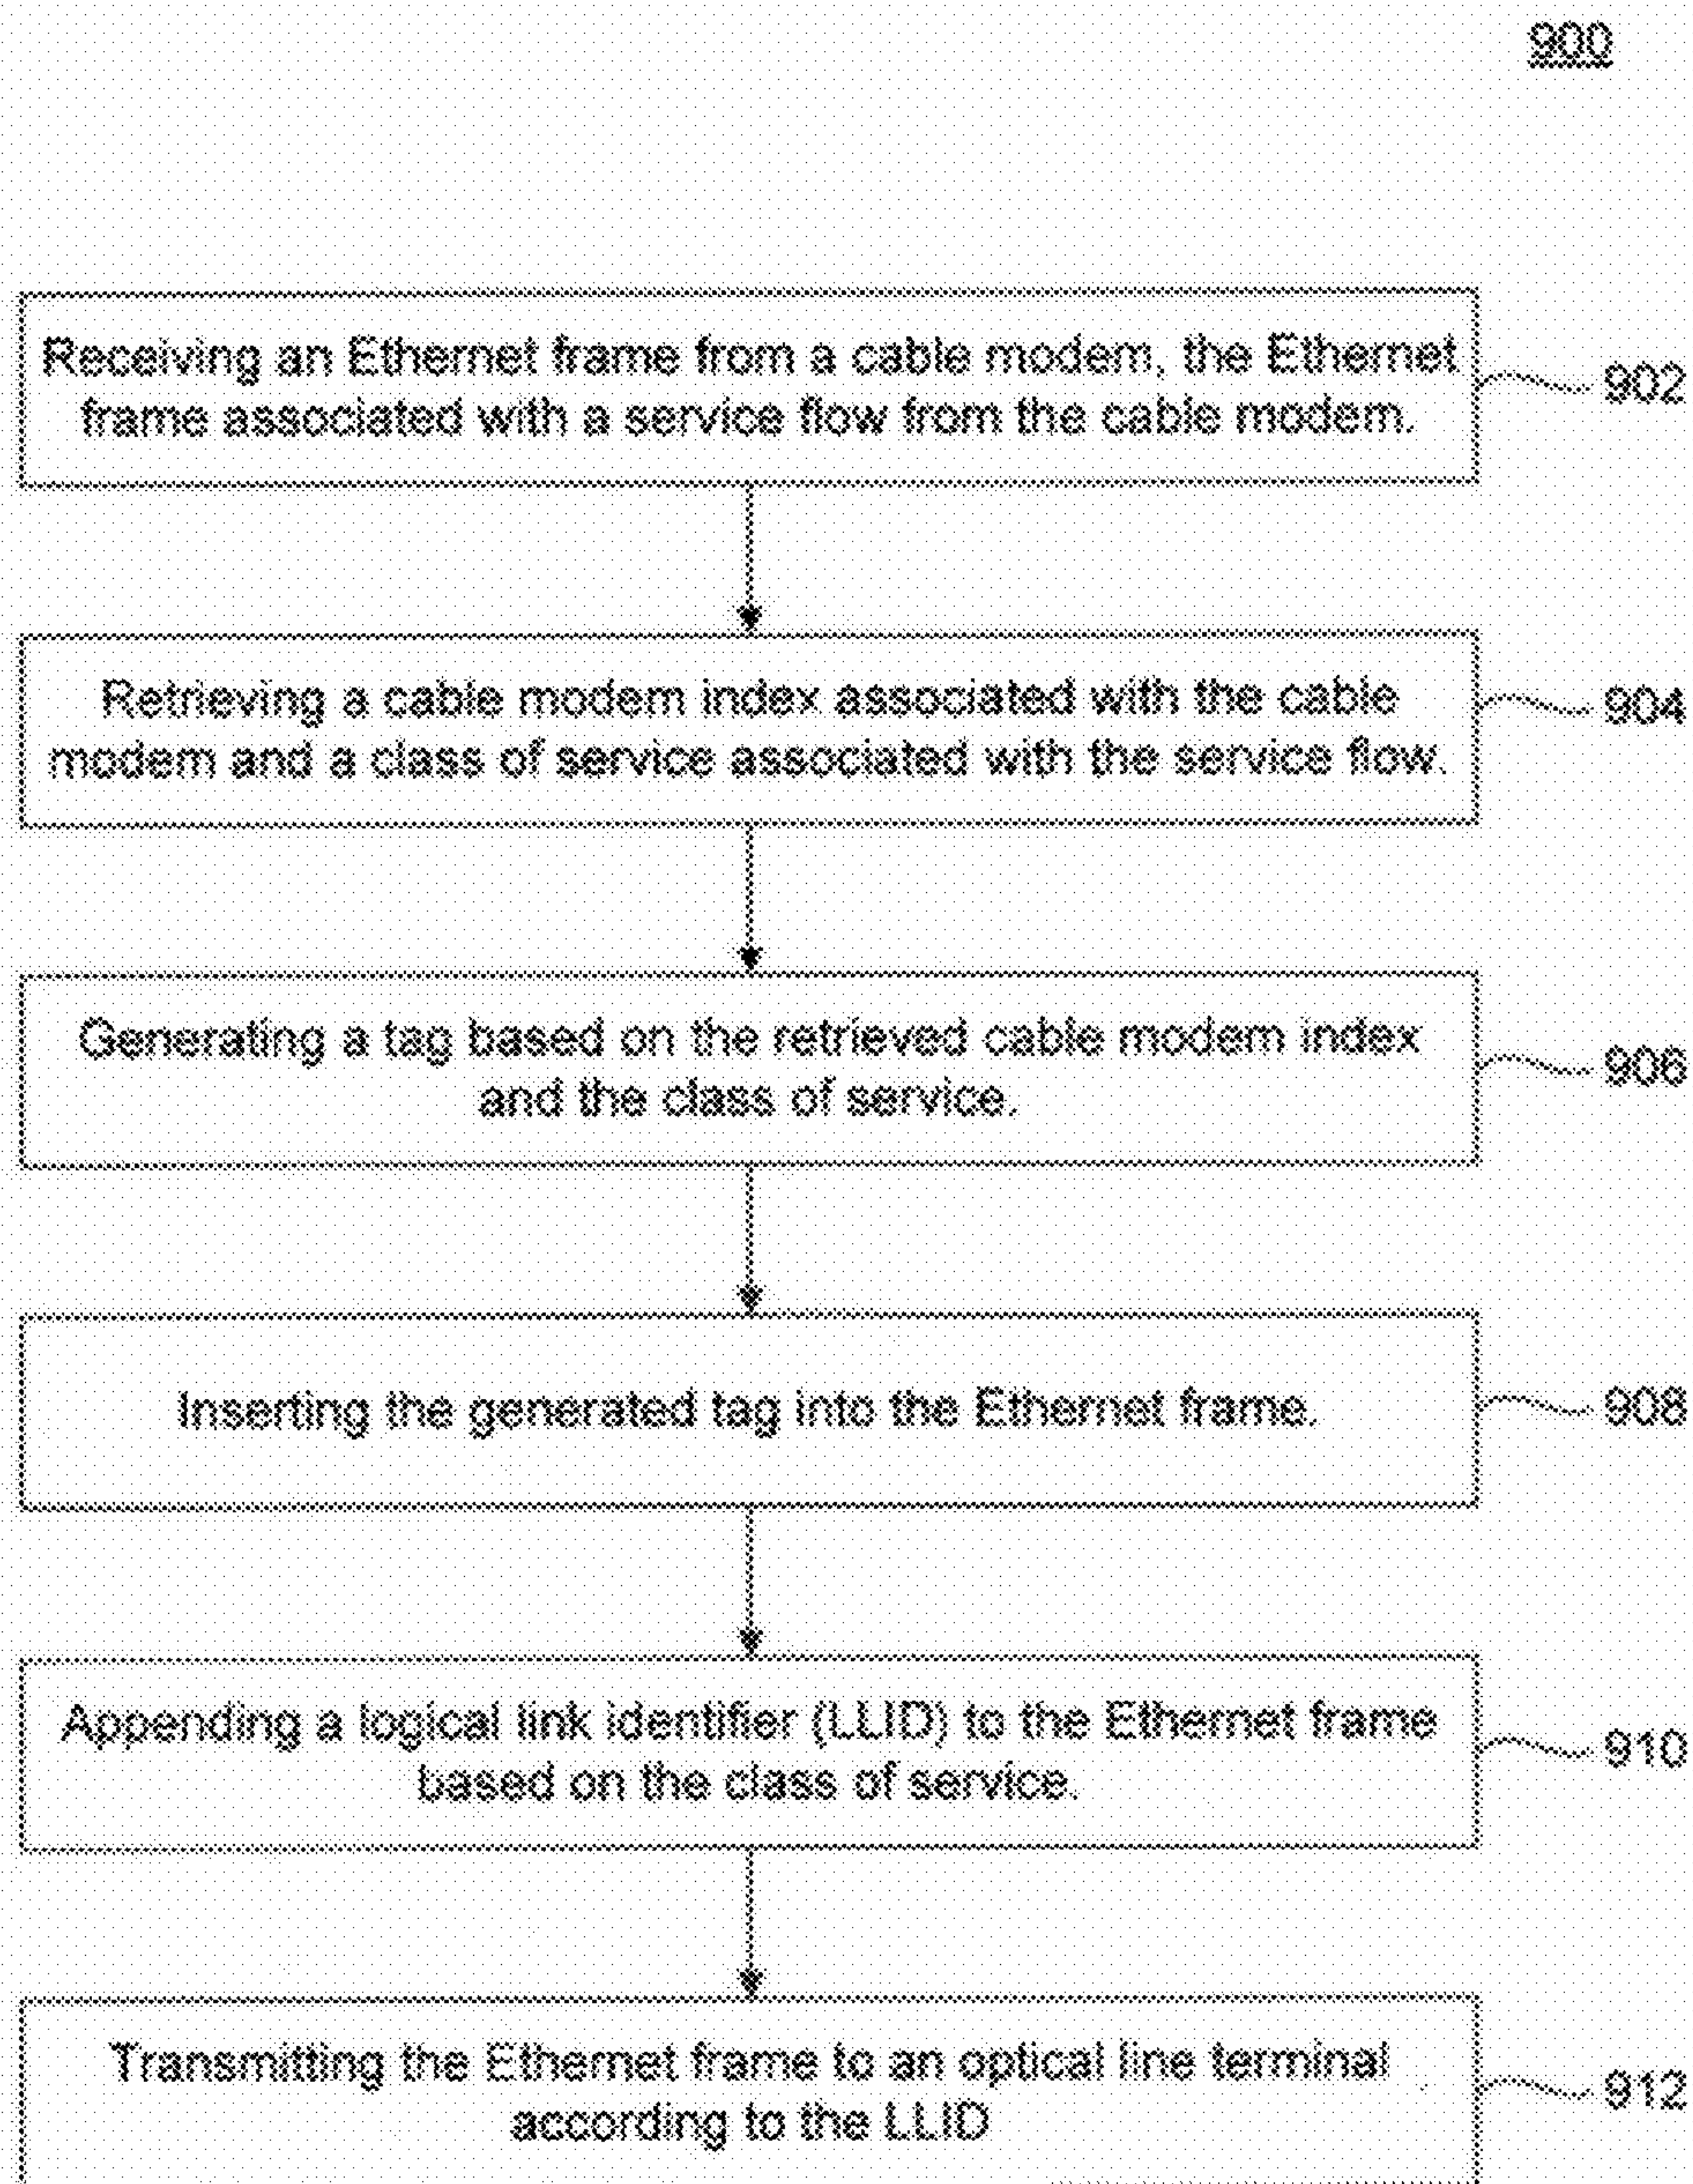 900
Receiving an Ethernet frame from a cable modem, the Ethernet
frame associated with a service flow from the cable modem.
902
Retrieving a cable modem index associated with the cable
modem and a class of service associated with the service flow.
904
Generating a tag based on the retrieved cable modem index
and the class of service.
906
Inserting the generated tag into the Ethernet frame.
908
Appending a logical link identifier (LLID) to the Ethernet frame
based on the class of service.
910
Transmitting the Ethernet frame to an optical line terminal
according to the LLID
912